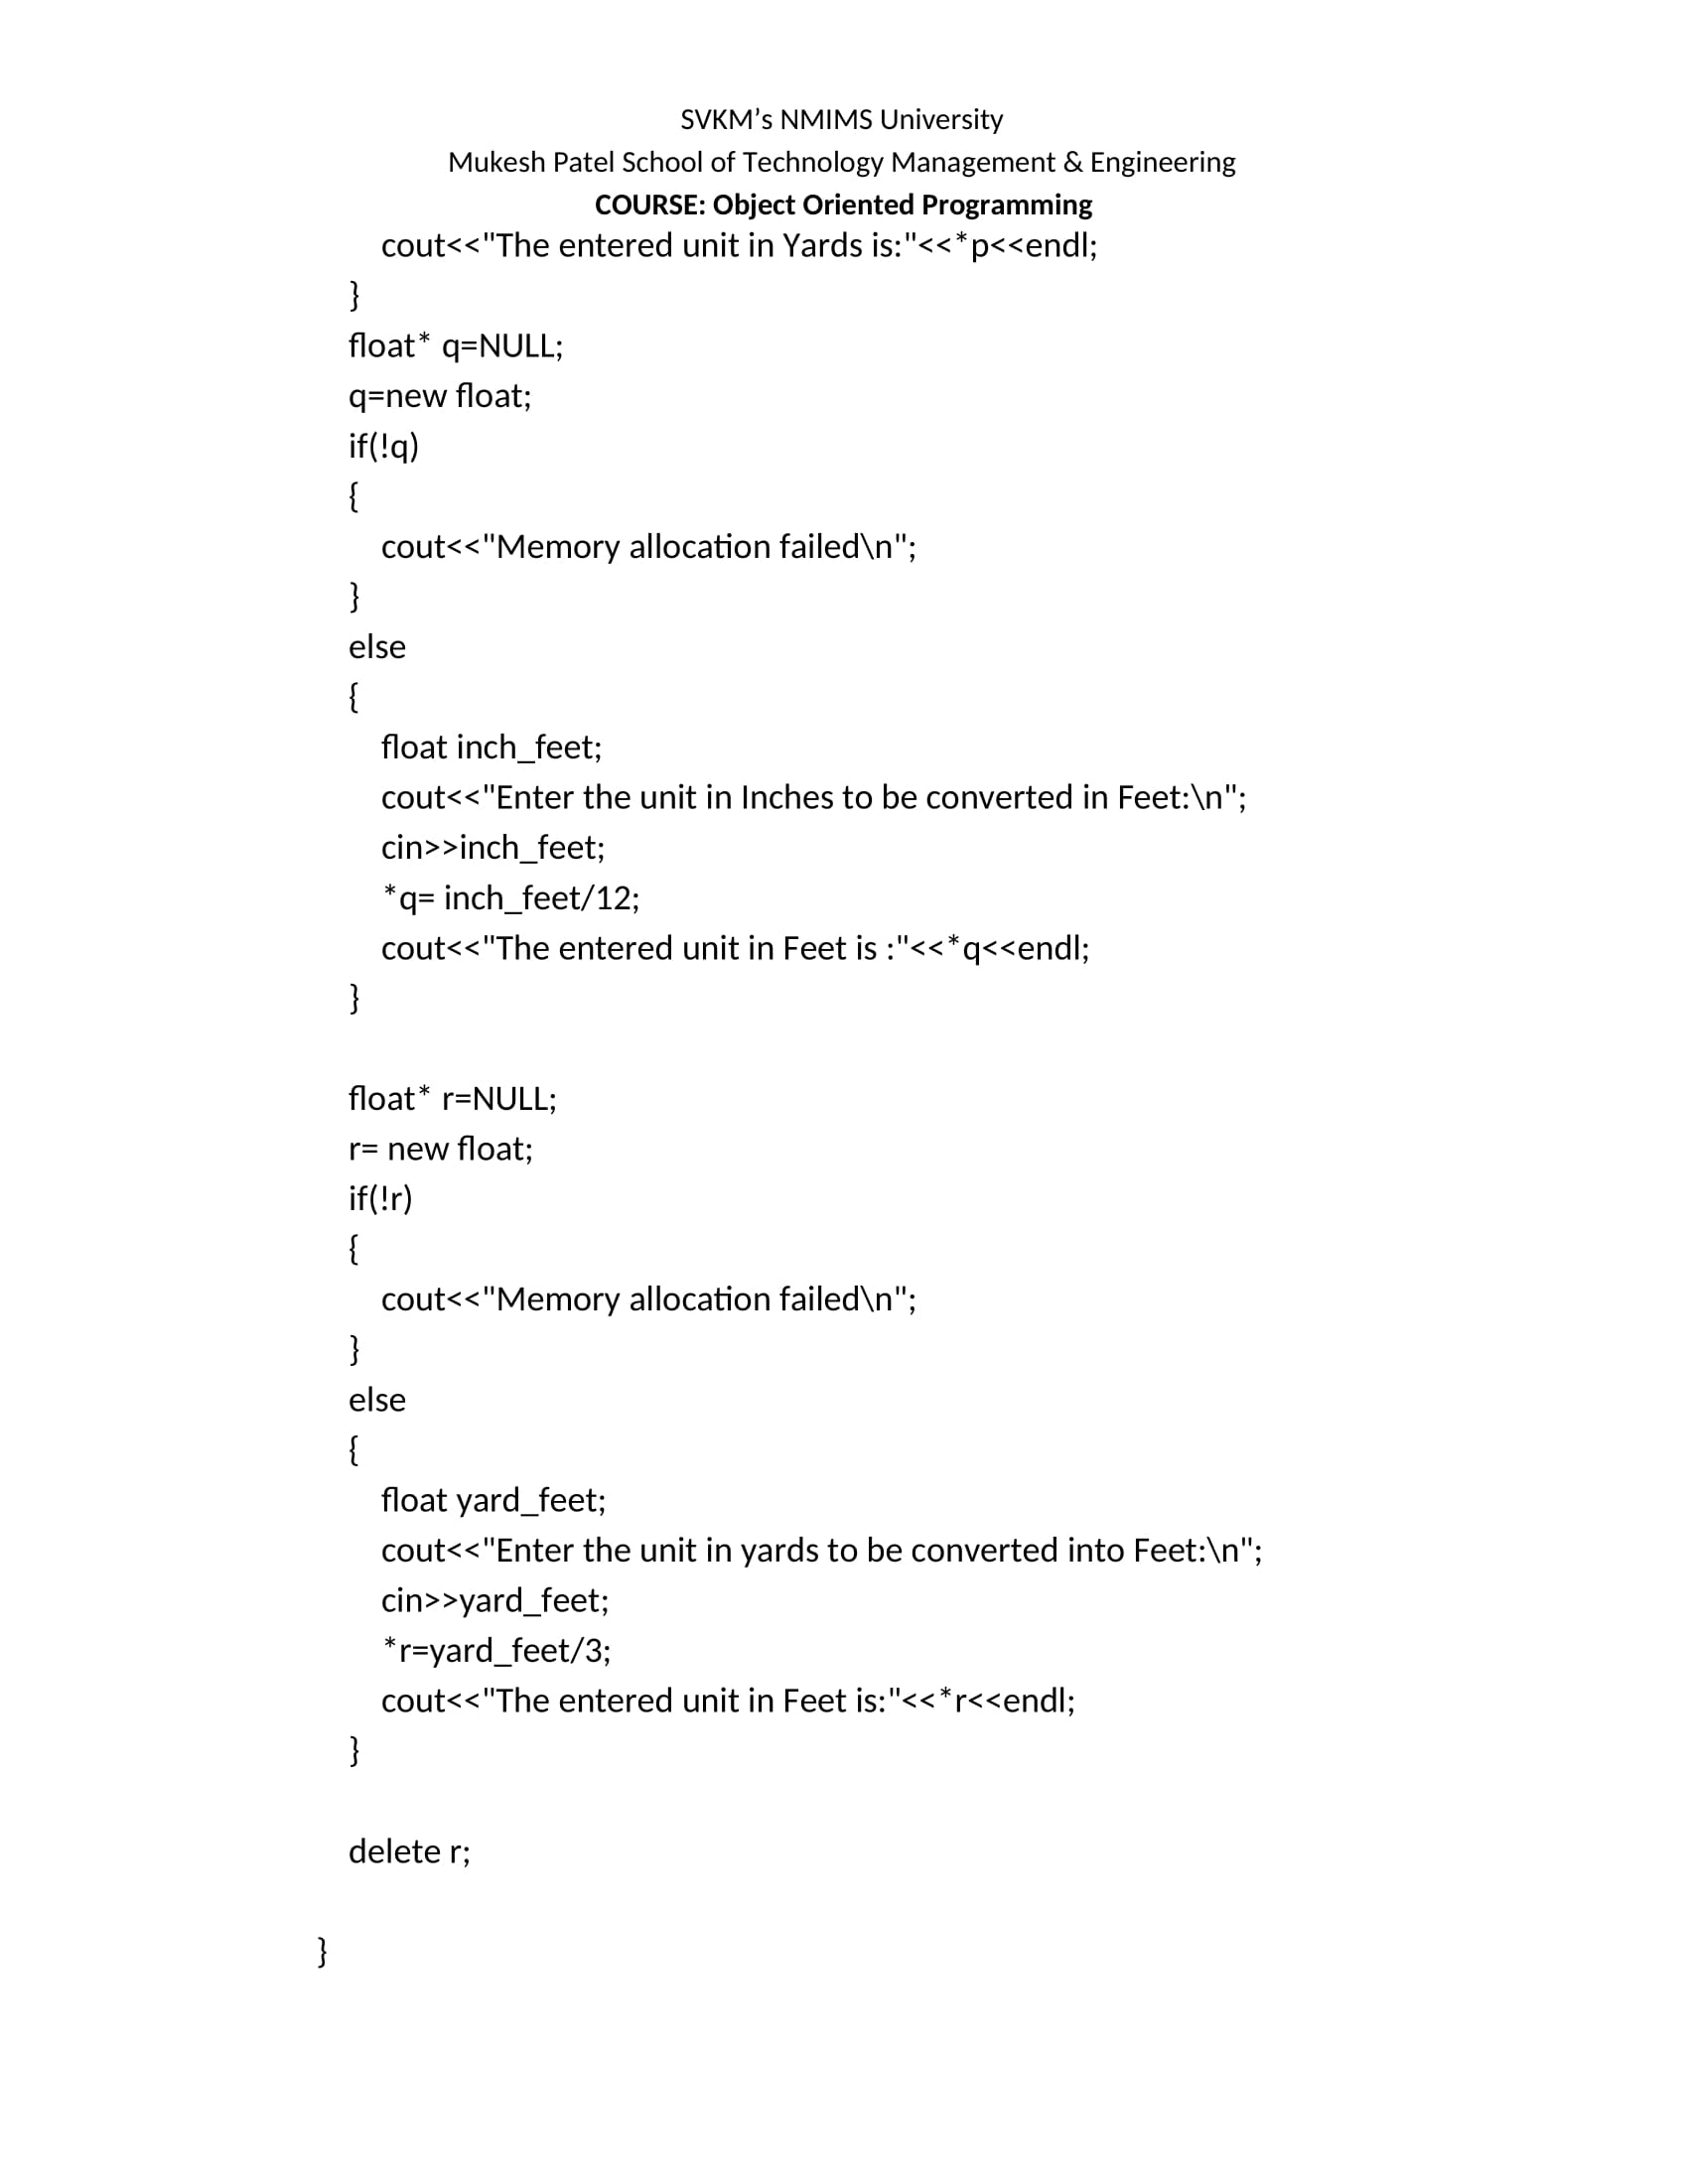 SVKM’s NMIMS University
Mukesh Patel School of Technology Management & Engineering
COURSE: Object Oriented Programming
cout<<"The entered unit in Yards is:"<<*p<<endl;
}
float* q=NULL;
q=new float;
if(!q)
{
cout<<"Memory allocation failed\n";
}
else
{
float inch_feet;
cout<<"Enter the unit in Inches to be converted in Feet:\n";
cin>>inch_feet;
*q= inch_feet/12;
cout<<"The entered unit in Feet is :"<<*q<<endl;
}
float* r=NULL;
r= new float;
if(!r)
{
cout<<"Memory allocation failed\n";
}
else
{
float yard_feet;
cout<<"Enter the unit in yards to be converted into Feet:\n";
cin>>yard_feet;
*r=yard_feet/3;
cout<<"The entered unit in Feet is:"<<*r<<endl;
}
delete r;
}